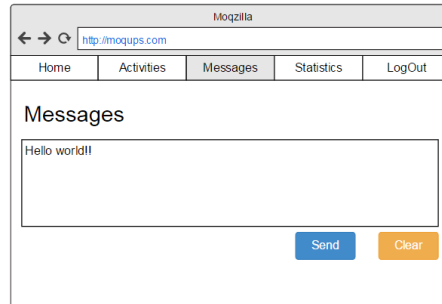 Moqzilla
http://moqups.com
Home Activities Messages Statistics LogOut
Messages
Hello world!!
Send Clear